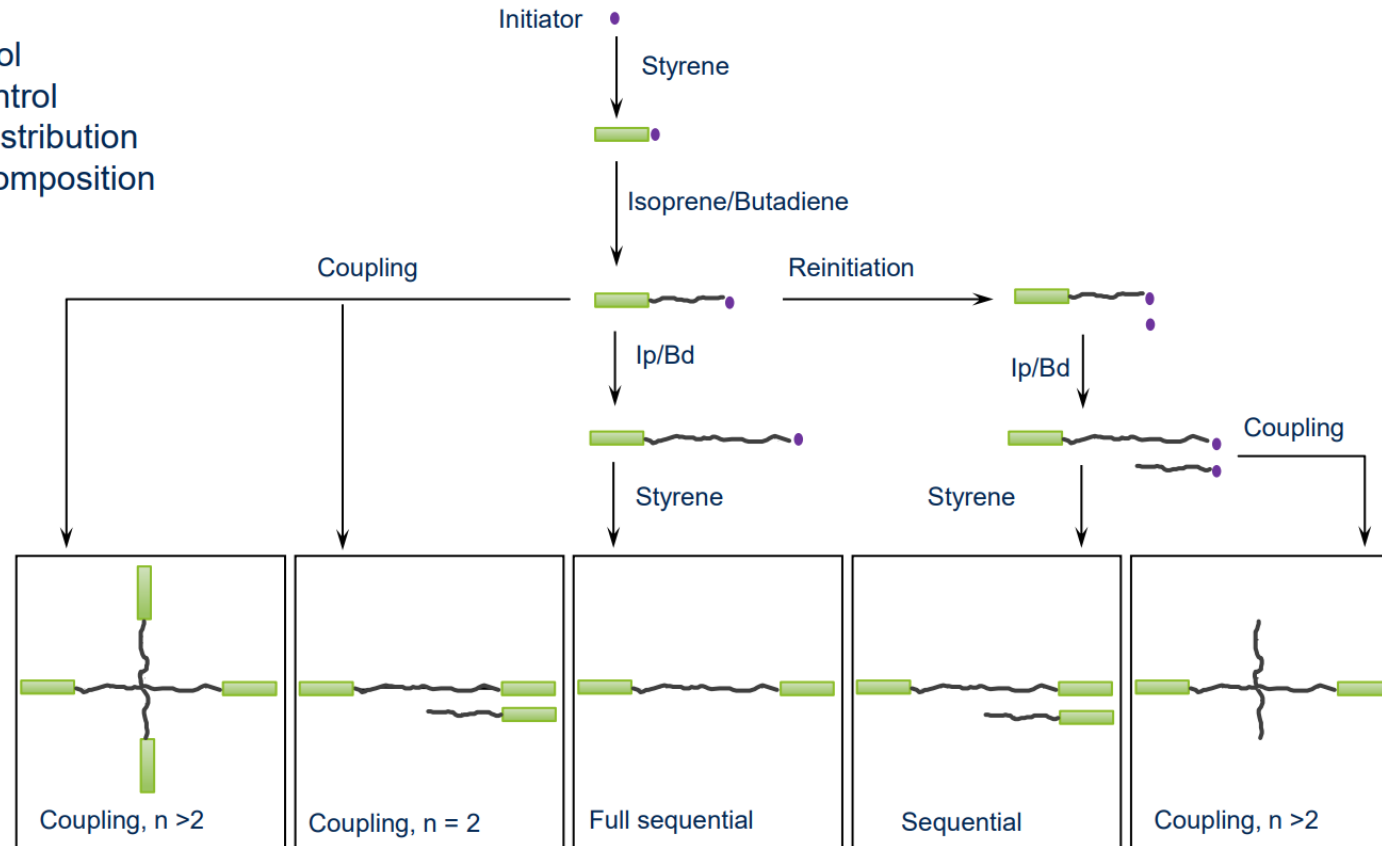 Initiator
Styrene
Isoprene/Butadiene
Coupling
Reinitiation
Ip/Bd
Ip/Bd
Coupling
Styrene
Styrene
Coupling, n >2
Coupling, n = 2
Full sequential
Sequential
Coupling, n >2